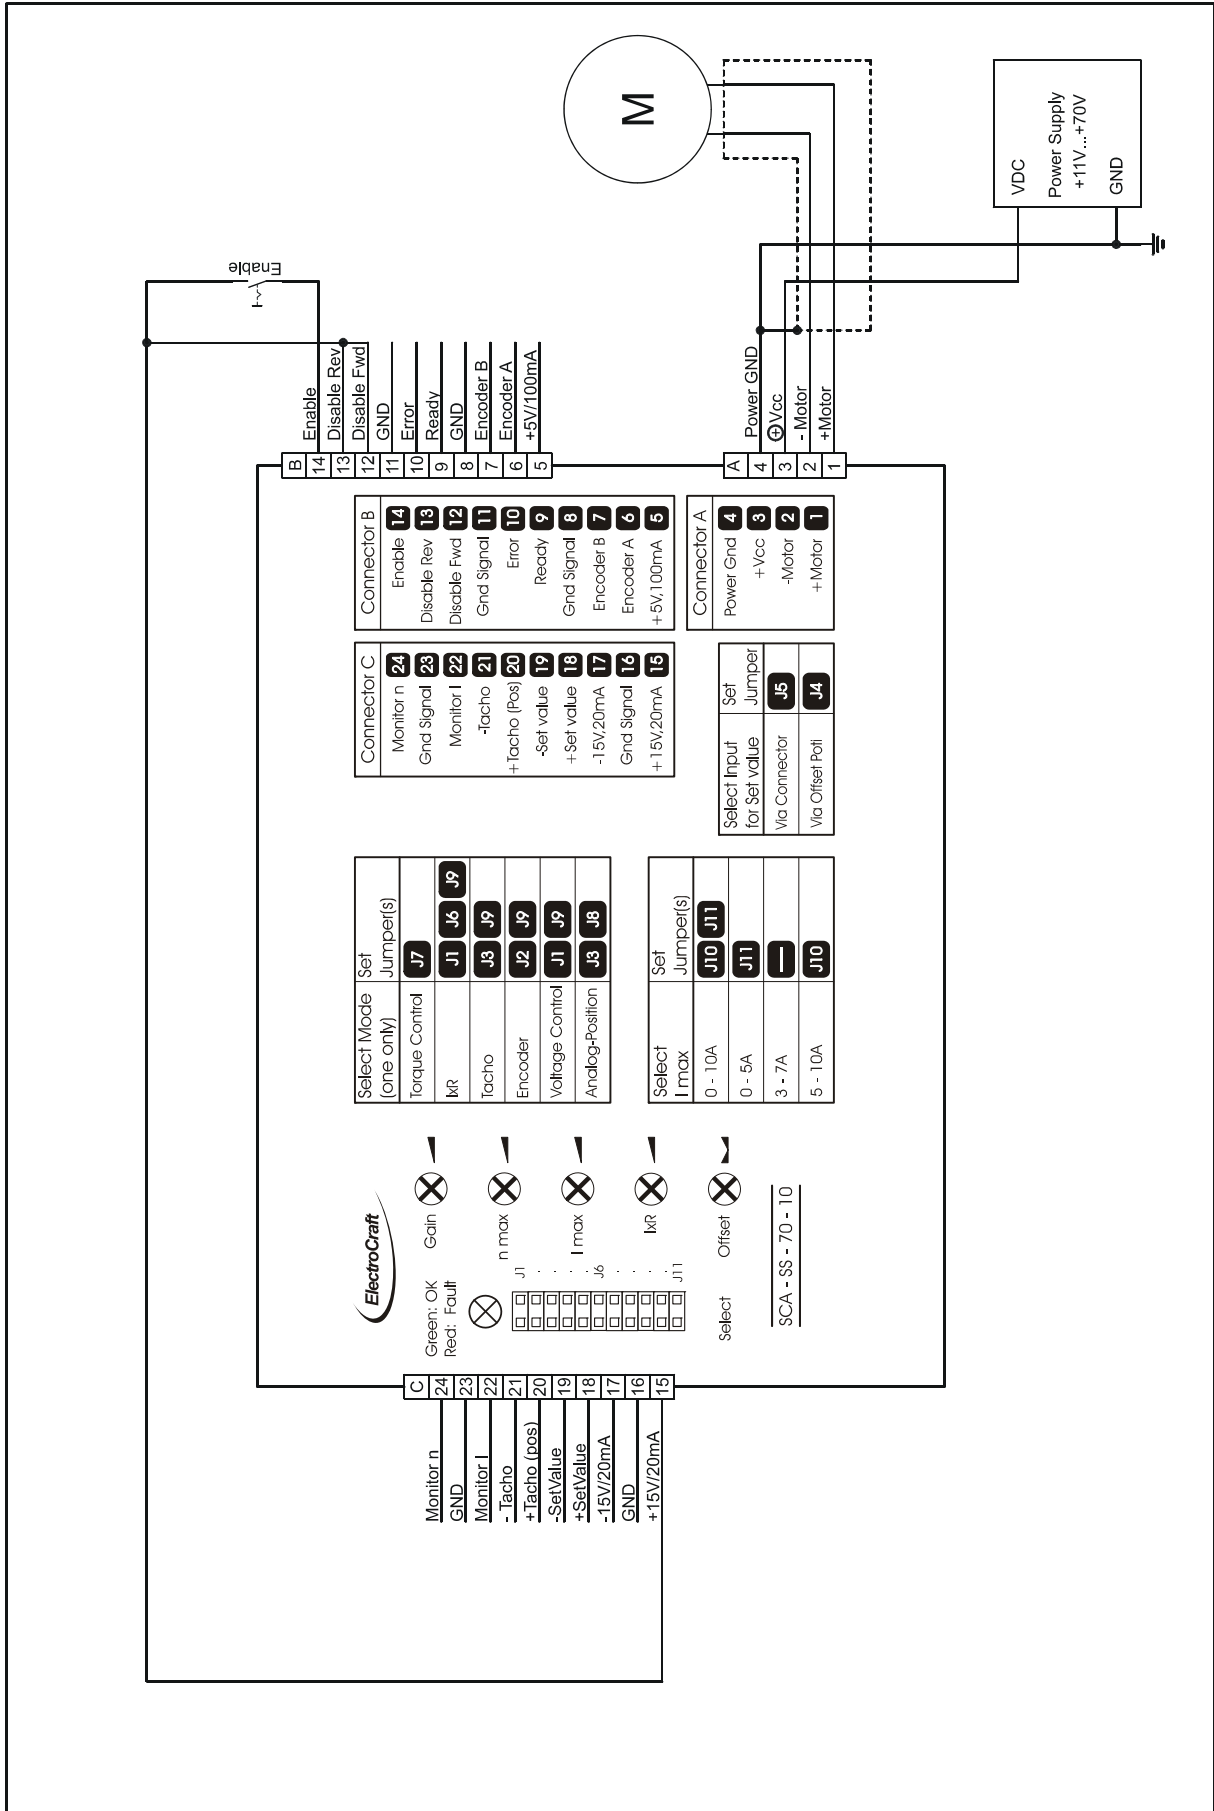 M
VDC
Power Supply
+11V...+70V
GND
Enable
Enable
Disable Rev
Disable Fwd
GND
Error
Ready
GND
Encoder B
Encoder A
+5V/100mA
Power GND
+Vcc
- Motor
+Motor
B
14
13
12
11
10
9
8
7
6
5
A
4
3
2
1
Connector B
Enable 14
Disable Rev 13
Disable Fwd 12
Gnd Signal 11
Error 10
Ready 9
Gnd Signal 8
Encoder B 7
Encoder A 6
+5V,100mA 5
Connector A
Power Gnd 4
+Vcc 3
-Motor 2
+Motor 1
Connector C
Monitor n 24
Gnd Signal 23
Monitor I 22
-Tacho 21
+Tacho (Pos) 20
-Set value 19
+Set value 18
-15V,20mA 17
Gnd Signal 16
+15V,20mA 15
Select Input
for Set value
Set
Jumper
Via Connector J5
Via Offset Poti J4
Select Mode
(one only)
Set
Jumper(s)
Torque Control J7
IxR J1 J6 J9
Tacho J3 J9
Encoder J2 J9
Voltage Control J1 J9
Analog-Position J3 J8
Select
I max
Set
Jumper(s)
0 - 10A J10 J11
0 - 5A J11
3 - 7A —
5 - 10A J10
ElectroCraft
Green: OK
Red: Fault
Gain
n max
I max
IxR
Offset
J1 . . . . J6 . . . . J11
Select
SCA - SS - 70 - 10
C
24
23
22
21
20
19
18
17
16
15
Monitor n
GND
Monitor I
- Tacho
+Tacho (pos)
-SetValue
+SetValue
-15V/20mA
GND
+15V/20mA